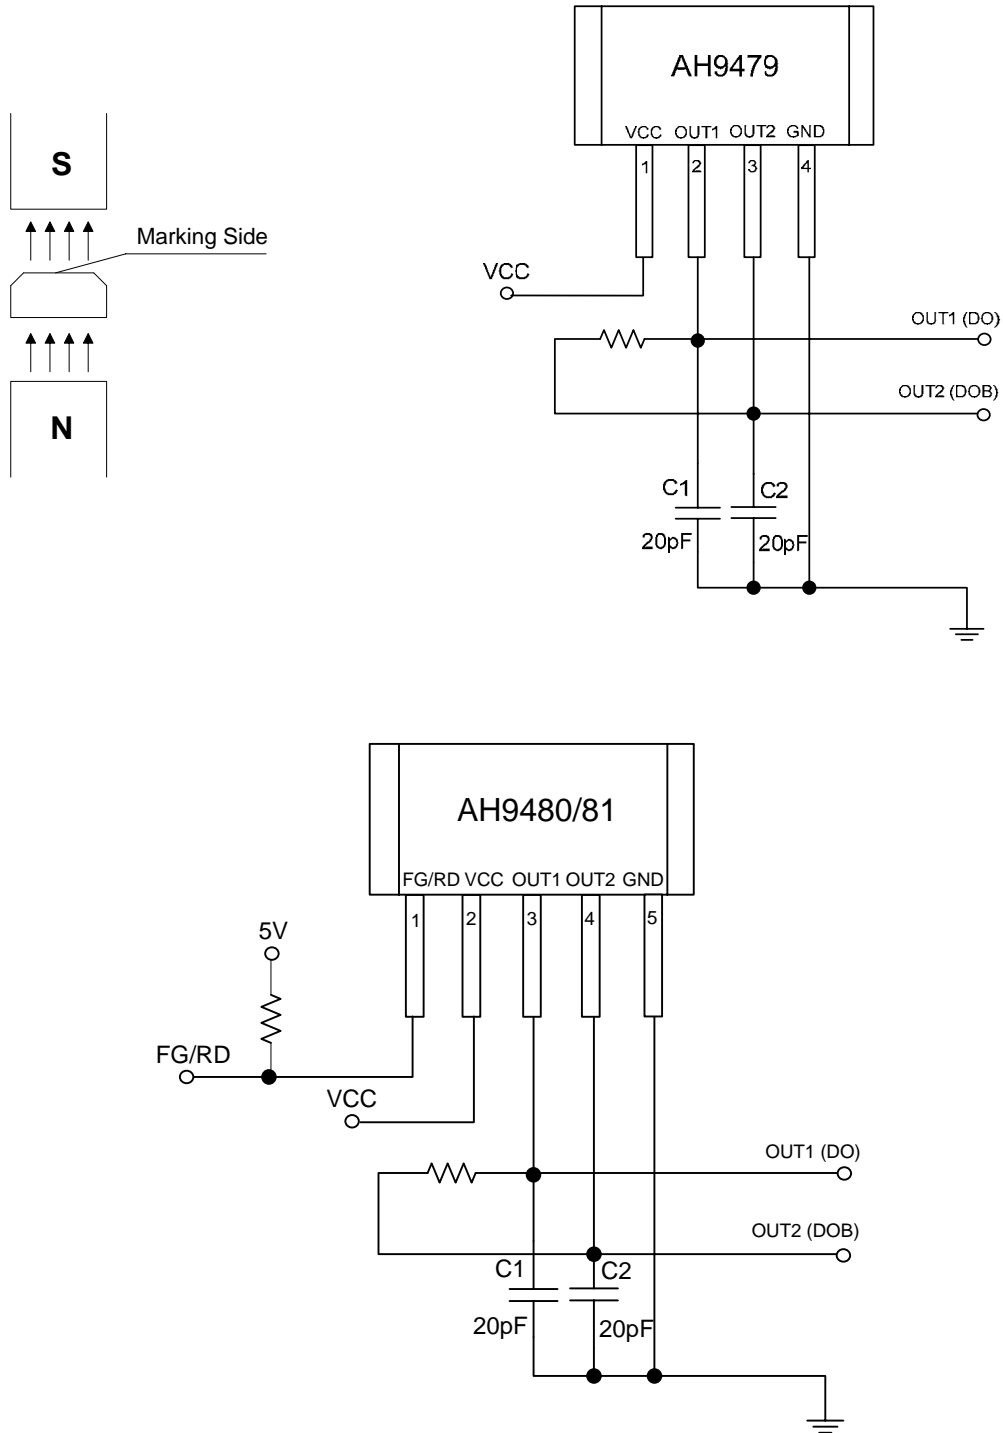 S
Marking Side
N
AH9479
VCC OUT1 OUT2 GND
1 2 3 4
VCC
OUT1 (DO)
OUT2 (DOB)
C1 C2
20pF 20pF
AH9480/81
FG/RD VCC OUT1 OUT2 GND
1 2 3 4 5
5V
FG/RD
VCC
OUT1 (DO)
OUT2 (DOB)
C1 C2
20pF 20pF